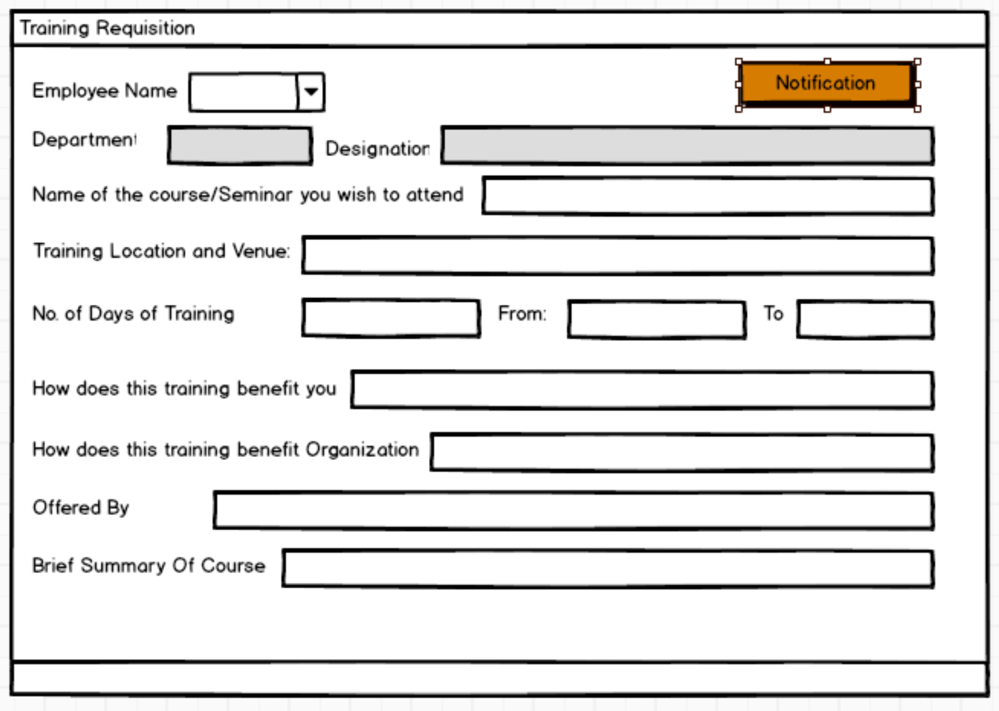 Training Requisition
Notification
Employee Name
Department Designation
Name of the course/Seminar you wish to attend
Training Location and Venue:
No. of Days of Training From: To
How does this training benefit you
How does this training benefit Organization
Offered By
Brief Summary Of Course